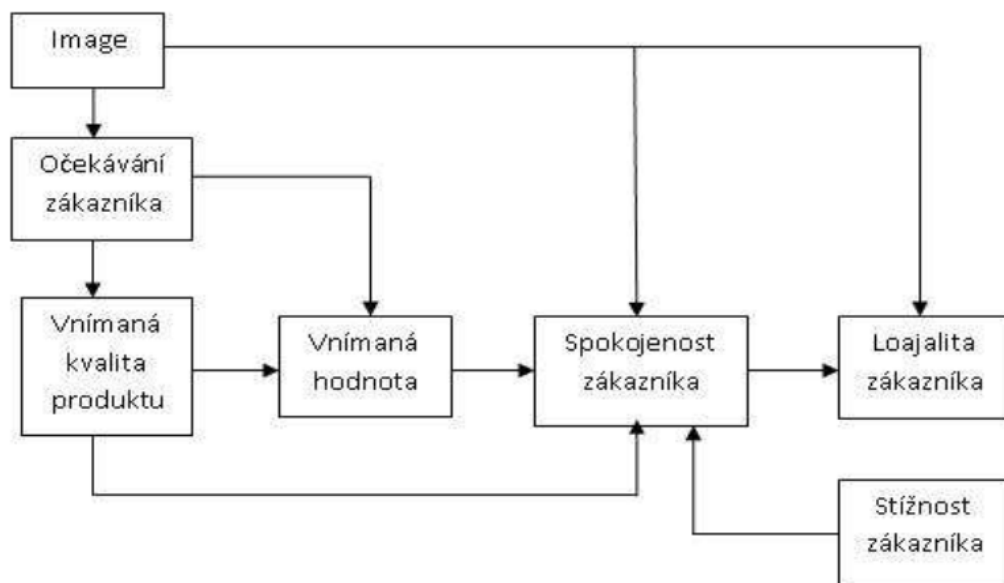 Image
Očekávání
zákazníka
Vnímaná
kvalita
produktu
Vnímaná
hodnota
Spokojenost
zákazníka
Loajalita
zákazníka
Stížnost
zákazníka